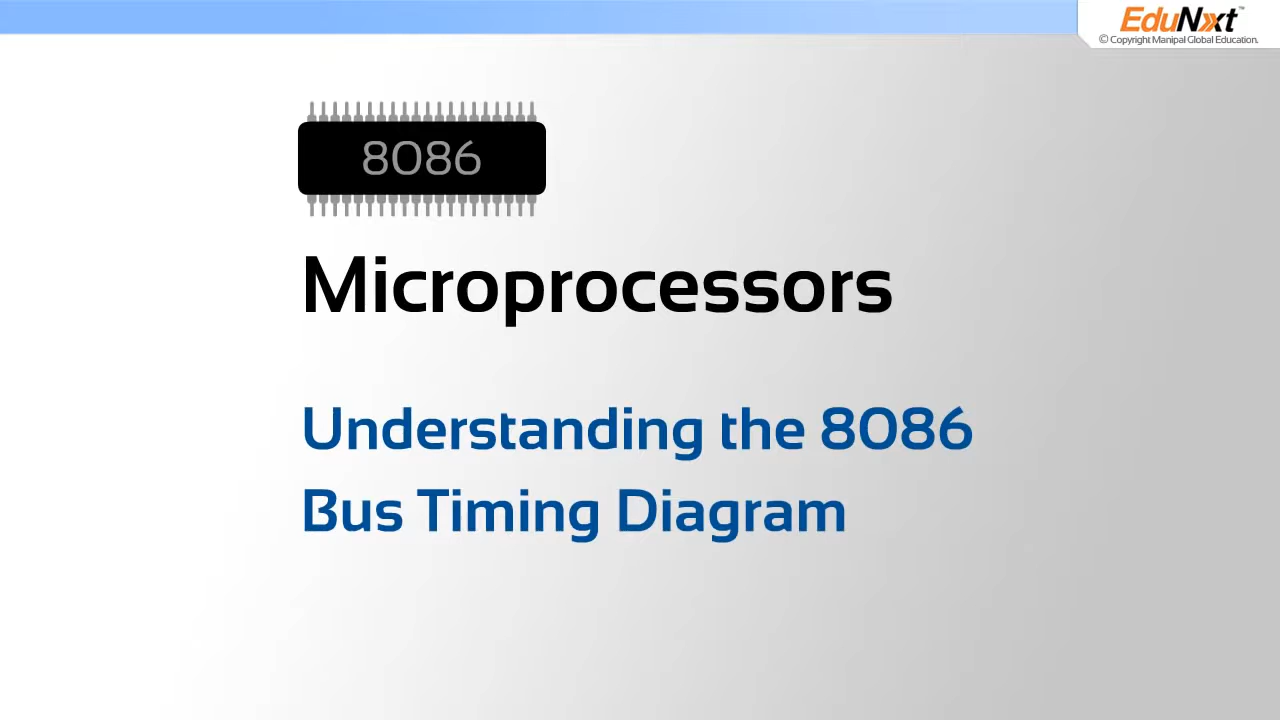 EduNxt™
© Copyright Manipal Global Education.
8086
Microprocessors
Understanding the 8086
Bus Timing Diagram